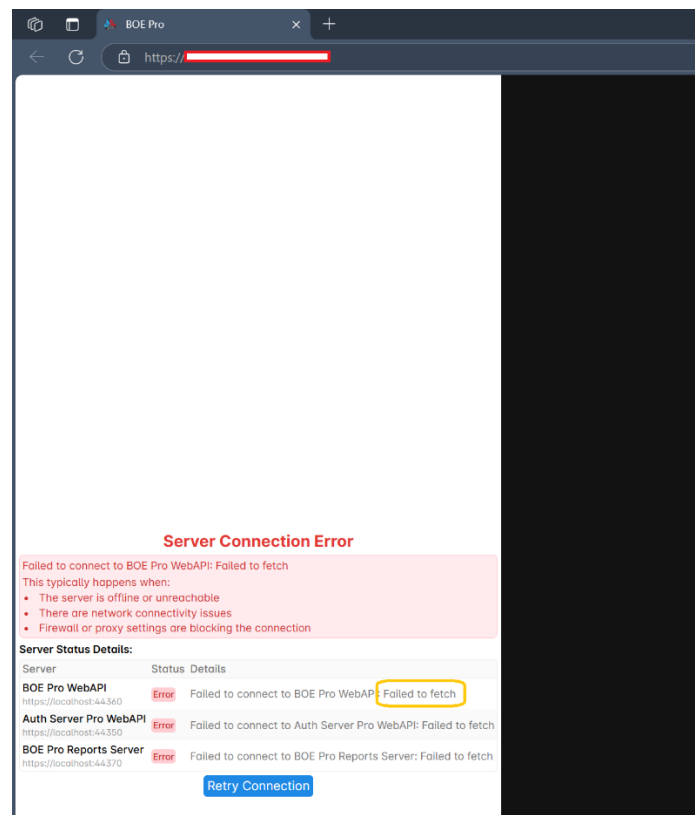 BOE Pro
https://
Server Connection Error
Failed to connect to BOE Pro WebAPI: Failed to fetch
This typically happens when:
• The server is offline or unreachable
• There are network connectivity issues
• Firewall or proxy settings are blocking the connection
Server Status Details:
Server Status Details
BOE Pro WebAPI
https://localhost:44360
Error
Failed to connect to BOE Pro WebAPI: Failed to fetch
Auth Server Pro WebAPI
https://localhost:44350
Error
Failed to connect to Auth Server Pro WebAPI: Failed to fetch
BOE Pro Reports Server
https://localhost:44370
Error
Failed to connect to BOE Pro Reports Server: Failed to fetch
Retry Connection